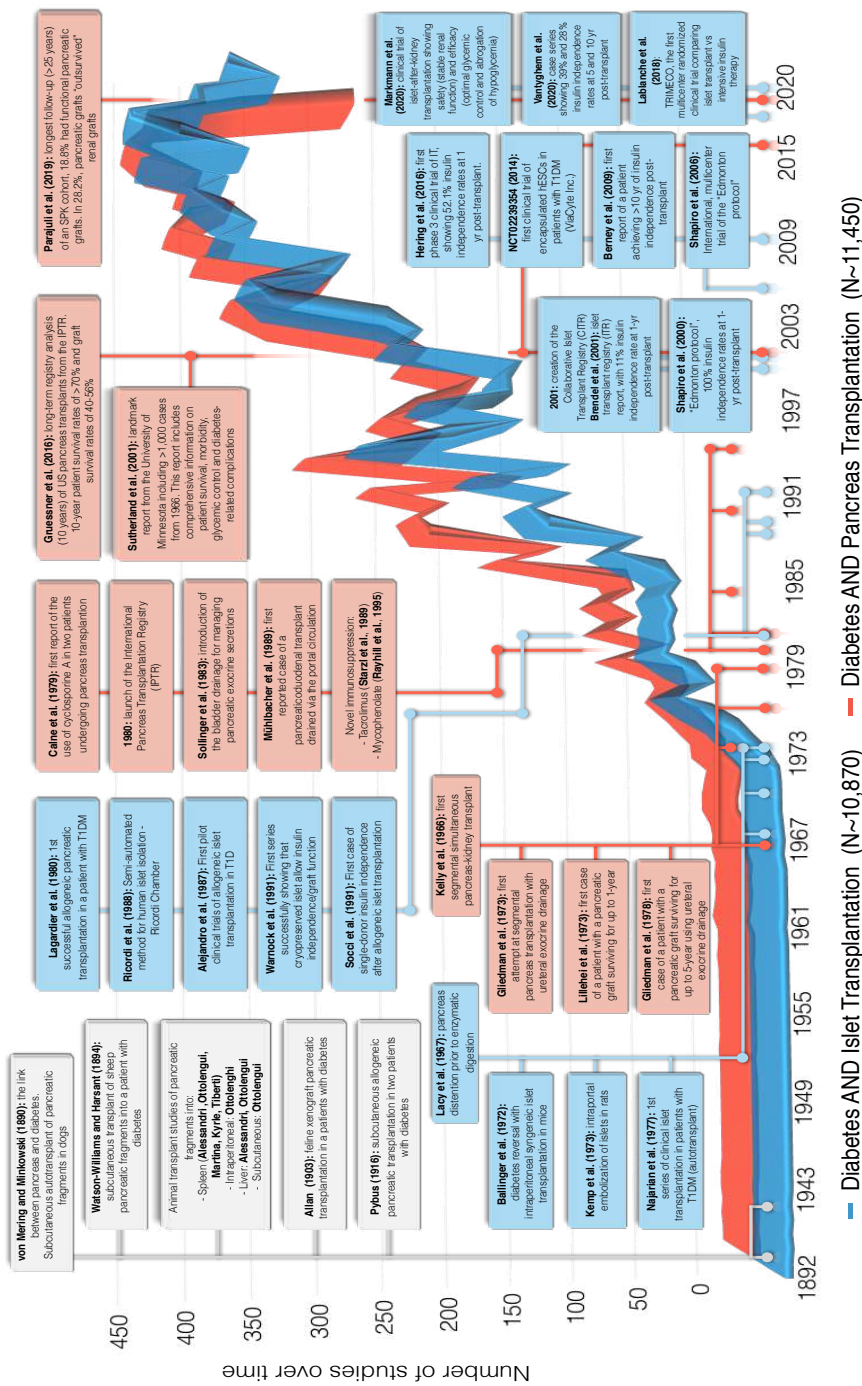 von Mering and Minkowski (1890): the link
between pancreas and diabetes.
Subcutaneous autotransplant of pancreatic
fragments in dogs
Watson-Williams and Harsant (1894):
subcutaneous transplant of sheep
pancreatic fragments into a patient with
diabetes
Animal transplant studies of pancreatic
fragments into:
- Spleen (Alessandri, Ottolengui,
Martina, Kyrle, Tiberti)
- Intraperitoneal: Ottolenghi
- Liver: Alessandri, Ottolengui
- Subcutaneous: Ottolengui
Allan (1903): feline xenograft pancreatic
transplantation in a patients with diabetes
Pybus (1916): subcutaneous allogeneic
pancreatic transplantation in two patients
with diabetes
Lacy et al. (1967): pancreas
distention prior to enzymatic
digestion
Ballinger et al. (1972):
diabetes reversal with
intraperitoneal syngeneic islet
transplantation in mice
Kemp et al. (1973): intraportal
embolization of islets in rats
Najarian et al. (1977): 1st
series of clinical islet
transplantation in patients with
T1DM (autotransplant)
Lagardier et al. (1980): 1st
successful allogeneic pancreatic
transplantation in a patient with T1DM
Ricordi et al. (1988): Semi-automated
method for human islet isolation -
Ricordi Chamber
Alejandro et al. (1987): First pilot
clinical trials of allogeneic islet
transplantation in T1D
Warnock et al. (1991): First series
successfully showing that
cryopreserved islet allow insulin
independence/graft function
Socci et al. (1991): First case of
single-donor insulin independence
after allogeneic islet transplantation
Kelly et al. (1966): first
segmental simultaneous
pancreas-kidney transplant
Gliedman et al. (1973): first
attempt at segmental
pancreas transplantation with
ureteral exocrine drainage
Lillehei et al. (1973): first case
of a patient with a pancreatic
graft surviving for up to 1-year
Gliedman et al. (1978): first
case of a patient with a
pancreatic graft surviving for
up to 5-year using ureteral
exocrine drainage
Calne et al. (1979): first report of the
use of cyclosporine A in two patients
undergoing pancreas transplantion
1980: launch of the International
Pancreas Transplantation Registry
(IPTR)
Sollinger et al. (1983): introduction of
the bladder drainage for managing
pancreatic exocrine secretions
Mühlbacher et al. (1989): first
reported case of a
pancreaticoduodenal transplant
drained via the portal circulation
Novel immunosuppression:
- Tacrolimus (Starzl et al., 1989)
- Mycophenolate (Rayhill et al., 1995)
Gruessner et al. (2016): long-term registry analysis
(10 years) of US pancreas transplants from the IPTR.
10-year patient survival rates of >70% and graft
survival rates of 40-56%
Sutherland et al. (2001): landmark
report from the University of
Minnesota including >1,000 cases
from 1966. This report includes
comprehensive information on
patient survival, morbidity,
glycemic control and diabetes-
related complications
2001: creation of the
Collaborative Islet
Transplant Registry (CITR)
Brendel et al. (2001): islet
transplant registry (ITR)
report, with 11% insulin
independence rate at 1-yr
post-transplant
Shapiro et al. (2000):
"Edmonton protocol",
100% insulin
independence rates at 1-
yr post-transplant
Parajuli et al. (2019): longest follow-up (>25 years)
of an SPK cohort, 18.8% had functional pancreatic
grafts. In 28.2%, pancreatic grafts "outsurvived"
renal grafts
Hering et al. (2016): first
phase 3 clinical trial of IT,
showing 52.1% insulin
independence rates at 1
yr post-transplant.
NCT02239354 (2014):
first clinical trial of
encapsulated hESCs in
patients with T1DM
(ViaCyte Inc.)
Berney et al. (2009): first
report of a patient
achieving >10 yr of insulin
independence post-
transplant
Shapiro et al. (2006):
International, multicenter
trial of the "Edmonton
protocol"
Markmann et al.
(2020): clinical trial of
islet-after-kidney
transplantation showing
safety (stable renal
function) and efficacy
(optimal glycemic
control and abrogation
of hypoglycemia)
Vantyghem et al.
(2020): case series
showing 39% and 28%
insulin independence
rates at 5 and 10 yr
post-transplant
Lablanche et al.
(2018):
TRIMECO, the first
multicenter randomized
clinical trial comparing
islet transplant vs
intensive insulin
therapy
Number of studies over time
450
400
350
300
250
200
150
100
50
0
1892
1943
1949
1955
1961
1967
1973
1979
1985
1991
1997
2003
2009
2015
2020
Diabetes AND Islet Transplantation (N~10,870)
Diabetes AND Pancreas Transplantation (N~11,450)